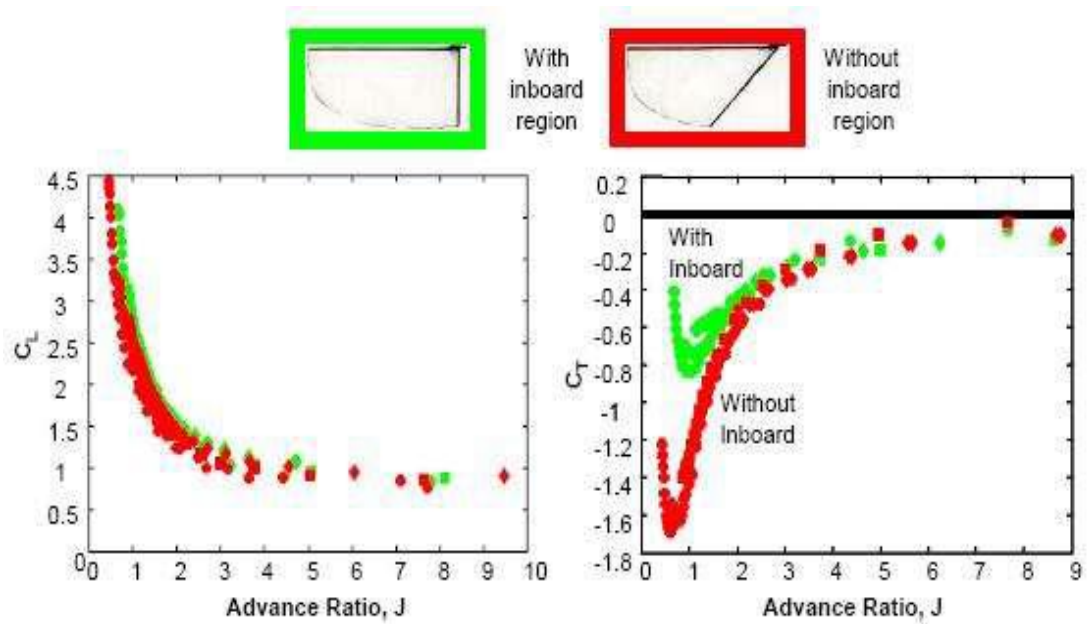 With
inboard
region
Without
inboard
region
4.5
4
3.5
3
2.5
2
1.5
1
0.5
0
C_L
0 1 2 3 4 5 6 7 8 9 10
Advance Ratio, J
0.2
0
-0.2
-0.4
-0.6
-0.8
-1
-1.2
-1.4
-1.6
-1.8
C_T
With
Inboard
Without
Inboard
0 1 2 3 4 5 6 7 8 9
Advance Ratio, J